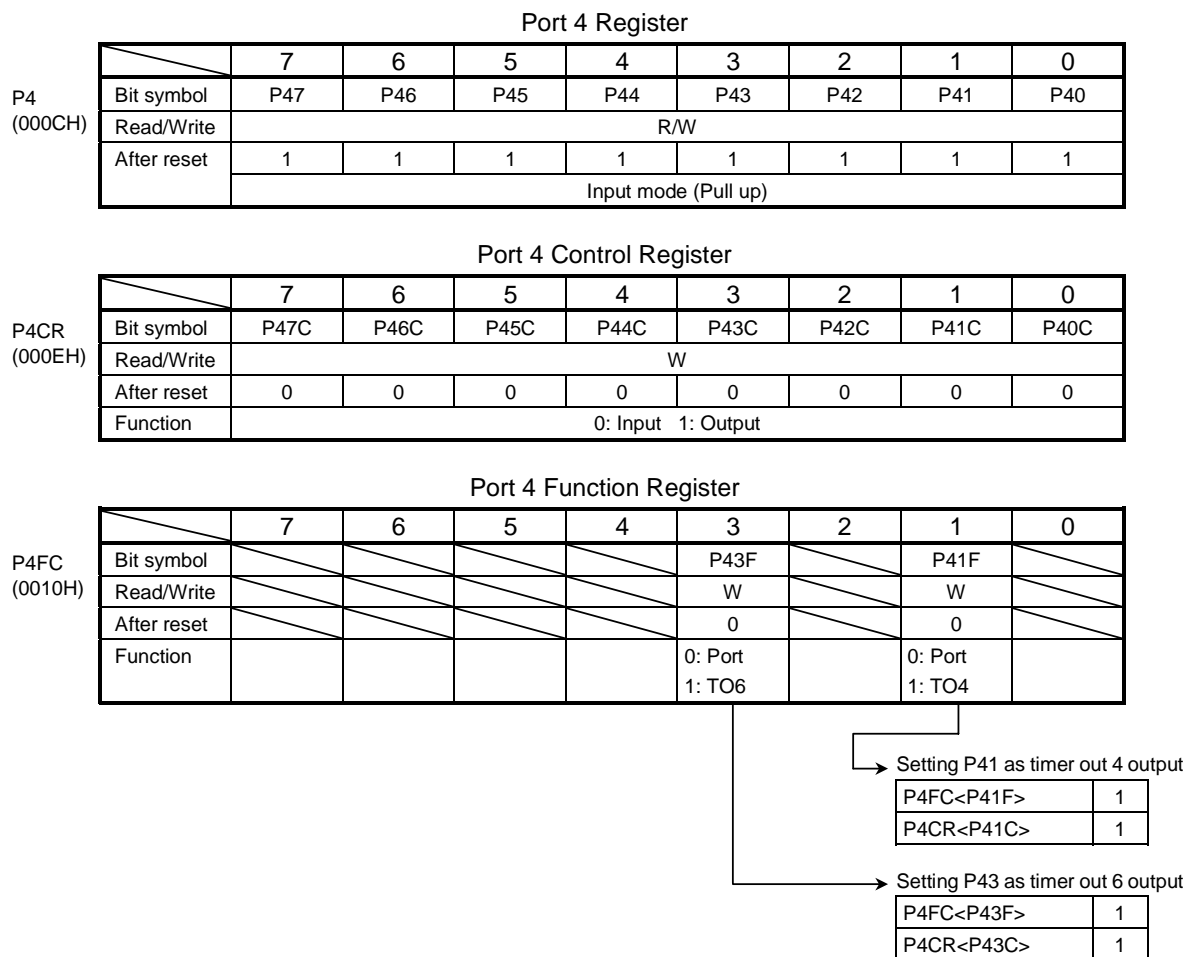 Port 4 Register
7 6 5 4 3 2 1 0
P4
(000CH)
Bit symbol P47 P46 P45 P44 P43 P42 P41 P40
Read/Write R/W
After reset 1 1 1 1 1 1 1 1
Input mode (Pull up)
Port 4 Control Register
7 6 5 4 3 2 1 0
P4CR
(000EH)
Bit symbol P47C P46C P45C P44C P43C P42C P41C P40C
Read/Write W
After reset 0 0 0 0 0 0 0 0
Function 0: Input 1: Output
Port 4 Function Register
7 6 5 4 3 2 1 0
P4FC
(0010H)
Bit symbol P43F P41F
Read/Write W W
After reset 0 0
Function 0: Port 0: Port
1: TO6 1: TO4
Setting P41 as timer out 4 output
P4FC<P41F> 1
P4CR<P41C> 1
Setting P43 as timer out 6 output
P4FC<P43F> 1
P4CR<P43C> 1